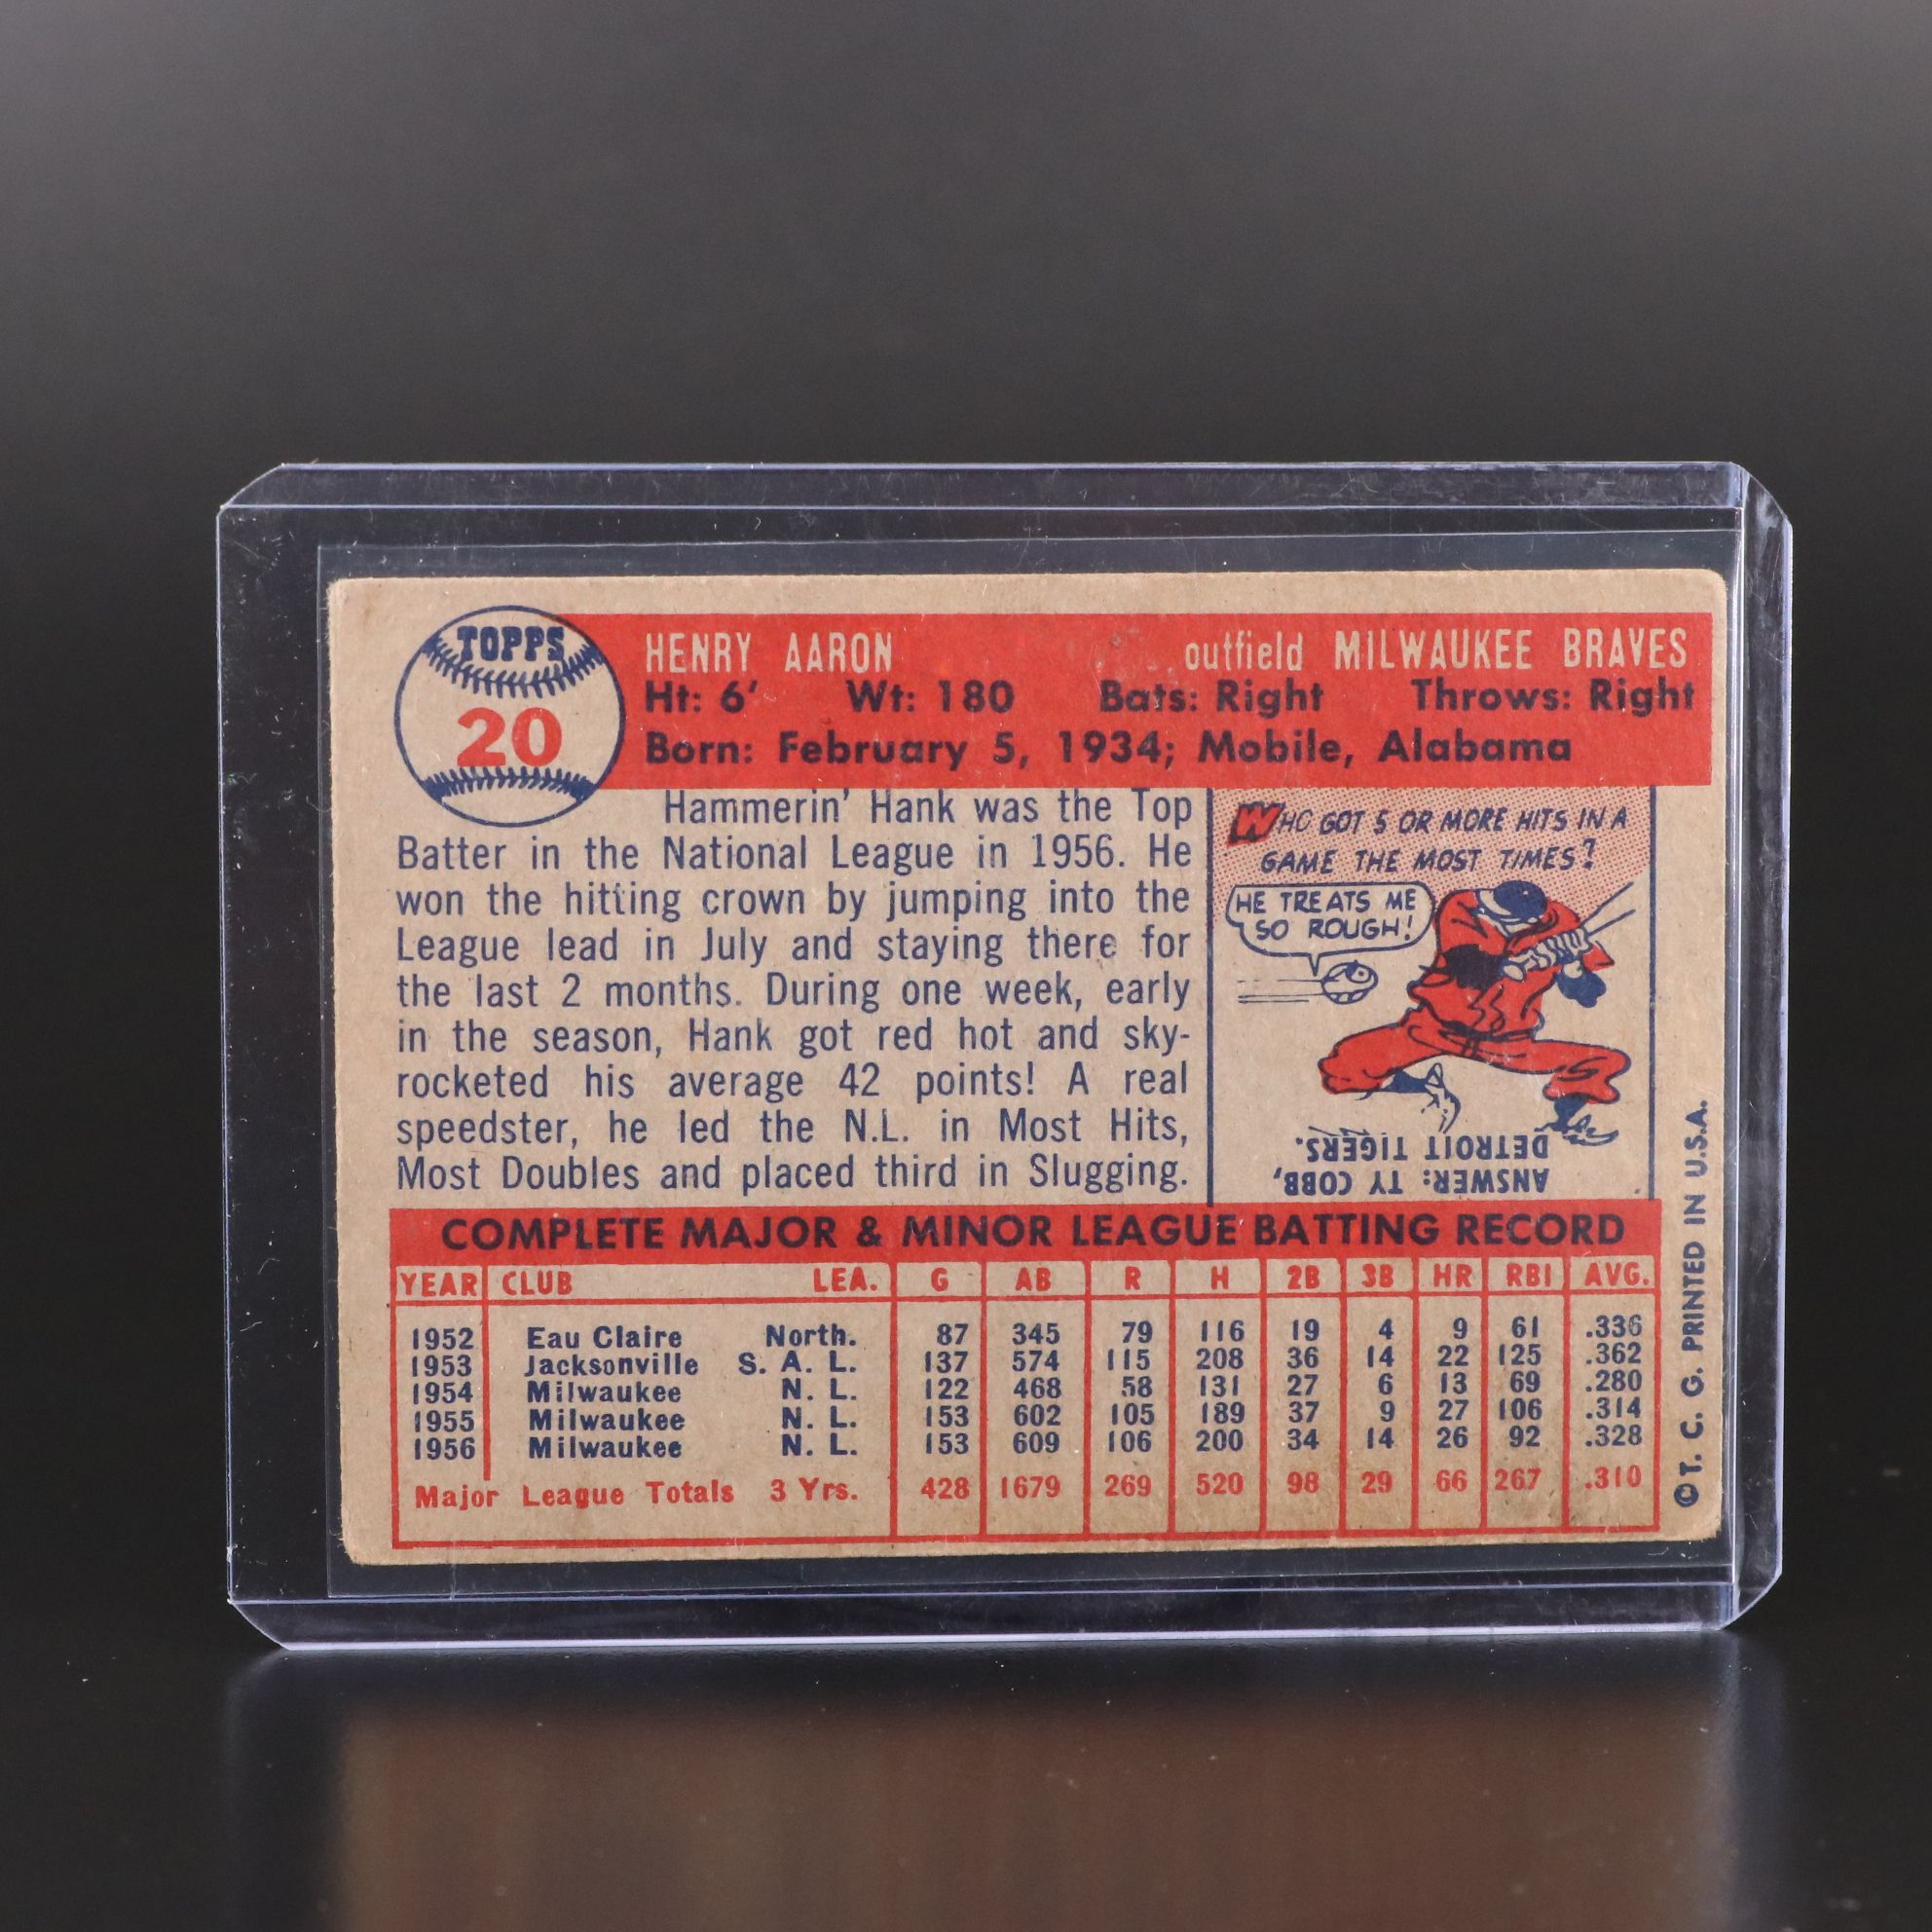 TOPPS
20
HENRY AARON outfield MILWAUKEE BRAVES
Ht: 6' Wt: 180 Bats: Right Throws: Right
Born: February 5, 1934; Mobile, Alabama
Hammerin' Hank was the Top
Batter in the National League in 1956. He
won the hitting crown by jumping into the
League lead in July and staying there for
the last 2 months. During one week, early
in the season, Hank got red hot and sky-
rocketed his average 42 points! A real
speedster, he led the N.L. in Most Hits,
Most Doubles and placed third in Slugging.
WHO GOT 5 OR MORE HITS IN A
GAME THE MOST TIMES?
HE TREATS ME
SO ROUGH!
ANSWER: TY COBB,
DETROIT TIGERS.
COMPLETE MAJOR & MINOR LEAGUE BATTING RECORD
YEAR CLUB LEA. G AB R H 2B 3B HR RBI AVG.
1952 Eau Claire North. 87 345 79 116 19 4 9 61 .336
1953 Jacksonville S. A. L. 137 574 115 208 36 14 22 125 .362
1954 Milwaukee N. L. 122 468 58 131 27 6 13 69 .280
1955 Milwaukee N. L. 153 602 105 189 37 9 27 106 .314
1956 Milwaukee N. L. 153 609 106 200 34 14 26 92 .328
Major League Totals 3 Yrs. 428 1679 269 520 98 29 66 267 .310
© T. C. G. PRINTED IN U.S.A.